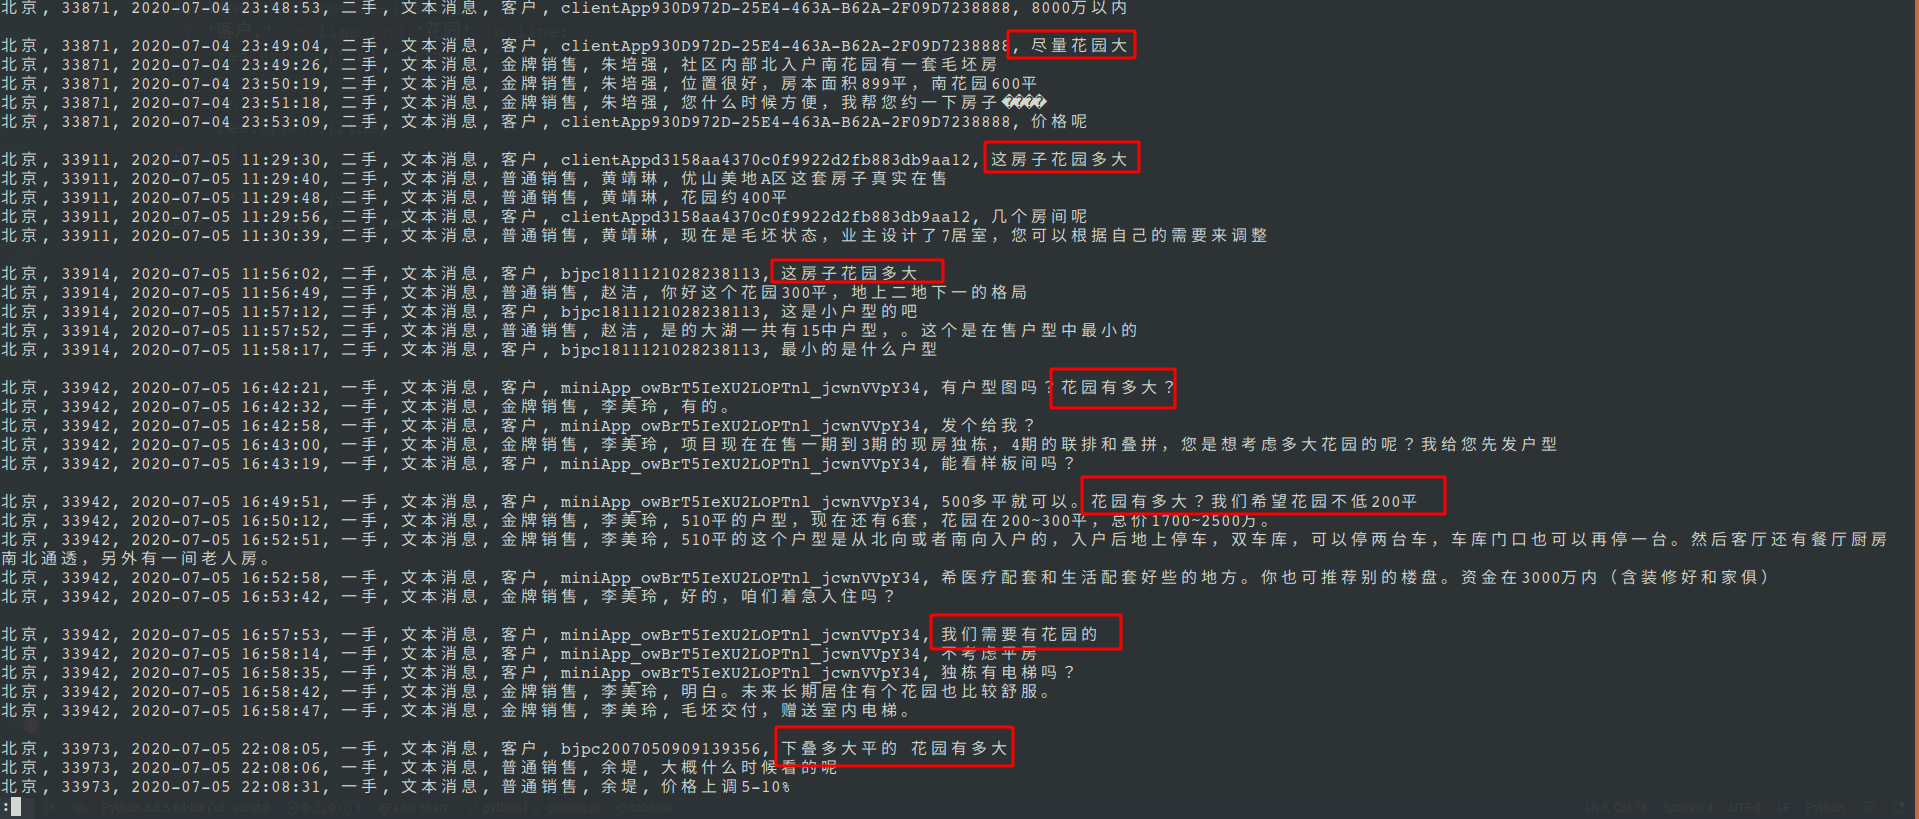 北京, 33871, 2020-07-04 23:48:53, 二手, 文本消息, 客户, clientApp930D972D-25E4-463A-B62A-2F09D7238888, 8000万以内
北京, 33871, 2020-07-04 23:49:04, 二手, 文本消息, 客户, clientApp930D972D-25E4-463A-B62A-2F09D7238888, 尽量花园大
北京, 33871, 2020-07-04 23:49:26, 二手, 文本消息, 金牌销售, 朱培强, 社区内部北入户南花园有一套毛坯房
北京, 33871, 2020-07-04 23:50:19, 二手, 文本消息, 金牌销售, 朱培强, 位置很好，房本面积899平，南花园600平
北京, 33871, 2020-07-04 23:51:18, 二手, 文本消息, 金牌销售, 朱培强, 您什么时候方便，我帮您约一下房子����
北京, 33871, 2020-07-04 23:53:09, 二手, 文本消息, 客户, clientApp930D972D-25E4-463A-B62A-2F09D7238888, 价格呢
北京, 33911, 2020-07-05 11:29:30, 二手, 文本消息, 客户, clientAppd3158aa4370c0f9922d2fb883db9aa12, 这房子花园多大
北京, 33911, 2020-07-05 11:29:40, 二手, 文本消息, 普通销售, 黄靖琳, 优山美地A区这套房子真实在售
北京, 33911, 2020-07-05 11:29:48, 二手, 文本消息, 普通销售, 黄靖琳, 花园约400平
北京, 33911, 2020-07-05 11:29:56, 二手, 文本消息, 客户, clientAppd3158aa4370c0f9922d2fb883db9aa12, 几个房间呢
北京, 33911, 2020-07-05 11:30:39, 二手, 文本消息, 普通销售, 黄靖琳, 现在是毛坯状态，业主设计了7居室，您可以根据自己的需要来调整
北京, 33914, 2020-07-05 11:56:02, 二手, 文本消息, 客户, bjpc1811121028238113, 这房子花园多大
北京, 33914, 2020-07-05 11:56:49, 二手, 文本消息, 普通销售, 赵洁, 你好这个花园300平，地上二地下一的格局
北京, 33914, 2020-07-05 11:57:12, 二手, 文本消息, 客户, bjpc1811121028238113, 这是小户型的吧
北京, 33914, 2020-07-05 11:57:52, 二手, 文本消息, 普通销售, 赵洁, 是的大湖一共有15中户型，。这个是在售户型中最小的
北京, 33914, 2020-07-05 11:58:17, 二手, 文本消息, 客户, bjpc1811121028238113, 最小的是什么户型
北京, 33942, 2020-07-05 16:42:21, 一手, 文本消息, 客户, miniApp_owBrT5IeXU2LOPTnl_jcwnVVpY34, 有户型图吗？花园有多大？
北京, 33942, 2020-07-05 16:42:32, 一手, 文本消息, 金牌销售, 李美玲, 有的。
北京, 33942, 2020-07-05 16:42:58, 一手, 文本消息, 客户, miniApp_owBrT5IeXU2LOPTnl_jcwnVVpY34, 发个给我？
北京, 33942, 2020-07-05 16:43:00, 一手, 文本消息, 金牌销售, 李美玲, 项目现在在售一期到3期的现房独栋，4期的联排和叠拼，您是想考虑多大花园的呢？我给您先发户型
北京, 33942, 2020-07-05 16:43:19, 一手, 文本消息, 客户, miniApp_owBrT5IeXU2LOPTnl_jcwnVVpY34, 能看样板间吗？
北京, 33942, 2020-07-05 16:49:51, 一手, 文本消息, 客户, miniApp_owBrT5IeXU2LOPTnl_jcwnVVpY34, 500多平就可以。花园有多大？我们希望花园不低200平
北京, 33942, 2020-07-05 16:50:12, 一手, 文本消息, 金牌销售, 李美玲, 510平的户型，现在还有6套，花园在200~300平，总价1700~2500万。
北京, 33942, 2020-07-05 16:52:51, 一手, 文本消息, 金牌销售, 李美玲, 510平的这个户型是从北向或者南向入户的，入户后地上停车，双车库，可以停两台车，车库门口也可以再停一台。然后客厅还有餐厅厨房
南北通透，另外有一间老人房。
北京, 33942, 2020-07-05 16:52:58, 一手, 文本消息, 客户, miniApp_owBrT5IeXU2LOPTnl_jcwnVVpY34, 希医疗配套和生活配套好些的地方。你也可推荐别的楼盘。资金在3000万内（含装修好和家俱）
北京, 33942, 2020-07-05 16:53:42, 一手, 文本消息, 金牌销售, 李美玲, 好的，咱们着急入住吗？
北京, 33942, 2020-07-05 16:57:53, 一手, 文本消息, 客户, miniApp_owBrT5IeXU2LOPTnl_jcwnVVpY34, 我们需要有花园的
北京, 33942, 2020-07-05 16:58:14, 一手, 文本消息, 客户, miniApp_owBrT5IeXU2LOPTnl_jcwnVVpY34, 不考虑平房
北京, 33942, 2020-07-05 16:58:35, 一手, 文本消息, 客户, miniApp_owBrT5IeXU2LOPTnl_jcwnVVpY34, 独栋有电梯吗？
北京, 33942, 2020-07-05 16:58:42, 一手, 文本消息, 金牌销售, 李美玲, 明白。未来长期居住有个花园也比较舒服。
北京, 33942, 2020-07-05 16:58:47, 一手, 文本消息, 金牌销售, 李美玲, 毛坯交付，赠送室内电梯。
北京, 33973, 2020-07-05 22:08:05, 一手, 文本消息, 客户, bjpc2007050909139356, 下叠多大平的 花园有多大
北京, 33973, 2020-07-05 22:08:06, 一手, 文本消息, 普通销售, 余堤, 大概什么时候看的呢
北京, 33973, 2020-07-05 22:08:31, 一手, 文本消息, 普通销售, 余堤, 价格上调5-10%
: